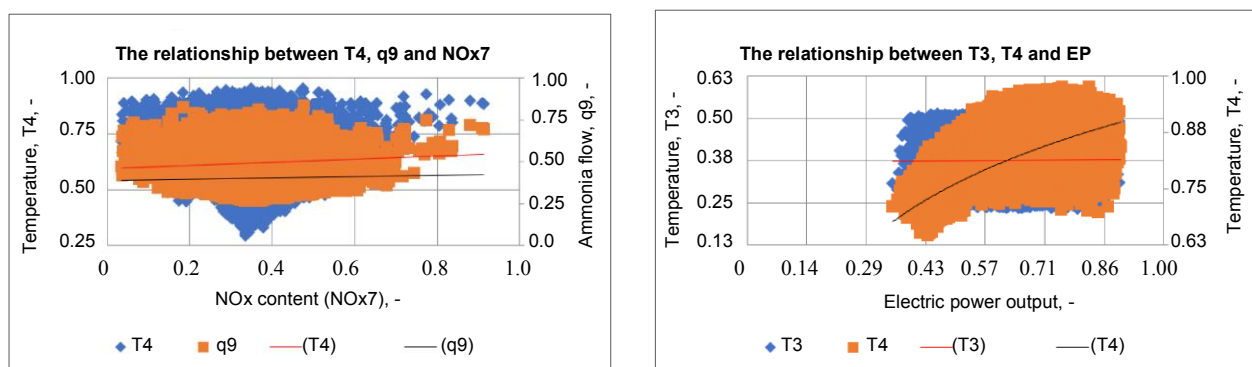 The relationship between T4, q9 and NOx7
Temperature, T4, -
1.00
0.75
0.50
0.25
1.00
0.75
0.50
0.25
0.0
Ammonia flow, q9, -
0 0.2 0.4 0.6 0.8 1.0
NOx content (NOx7), -
T4 q9 (T4) (q9)
The relationship between T3, T4 and EP
Temperature, T3, -
0.63
0.50
0.38
0.25
0.13
1.00
0.88
0.75
0.63
Temperature, T4, -
0 0.14 0.29 0.43 0.57 0.71 0.86 1.00
Electric power output, -
T3 T4 (T3) (T4)